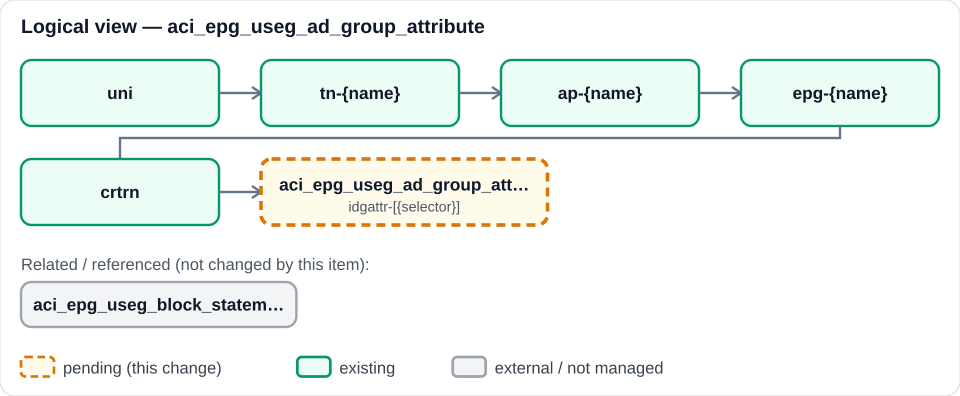 Logical view — aci_epg_useg_ad_group_attribute
uni
tn-{name}
ap-{name}
epg-{name}
crtrn
aci_epg_useg_ad_group_att…
idgattr-[{selector}]
Related / referenced (not changed by this item):
aci_epg_useg_block_statem…
pending (this change)
existing
external / not managed